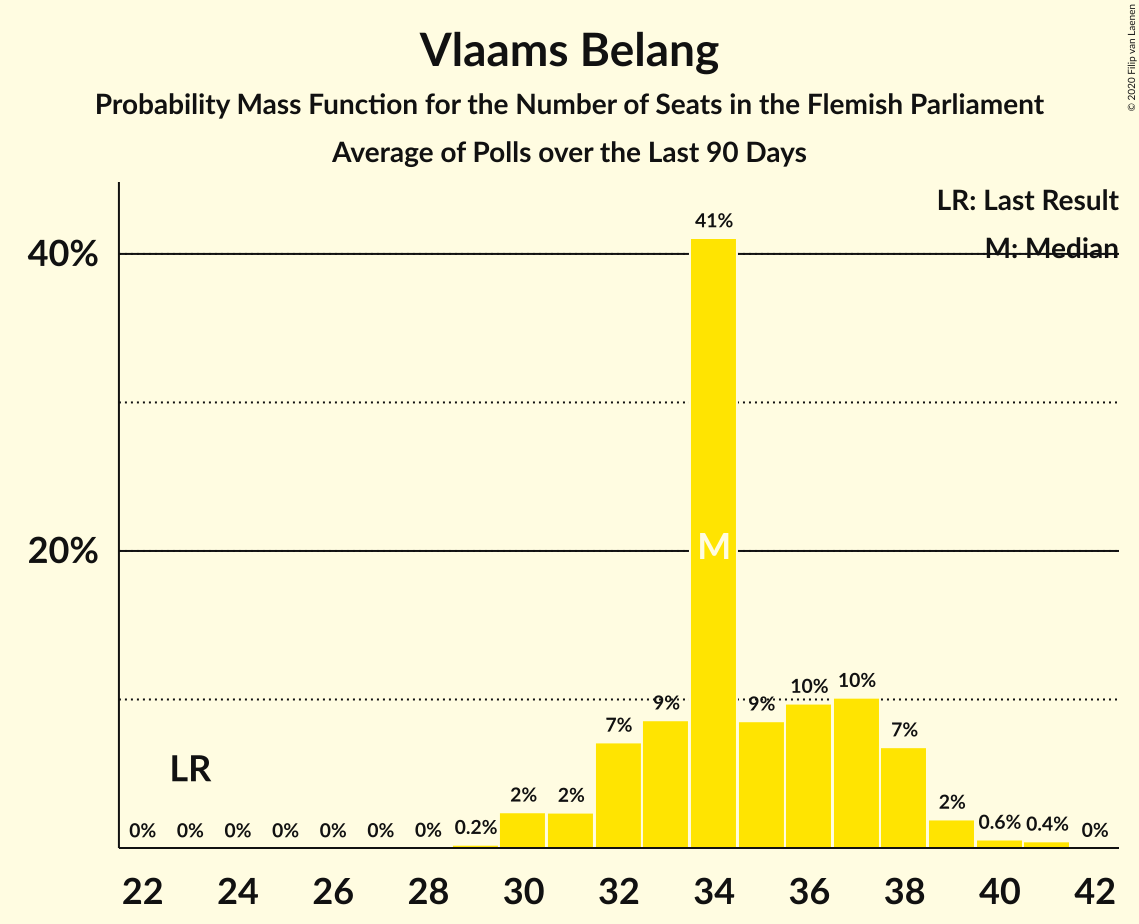 Vlaams Belang
Probability Mass Function for the Number of Seats in the Flemish Parliament
Average of Polls over the Last 90 Days
© 2020 Filip van Laenen
LR: Last Result
M: Median
40%
20%
41%
M
LR
0% 0% 0% 0% 0% 0% 0% 0.2% 2% 2% 7% 9% 9% 10% 10% 7% 2% 0.6% 0.4% 0%
22 24 26 28 30 32 34 36 38 40 42